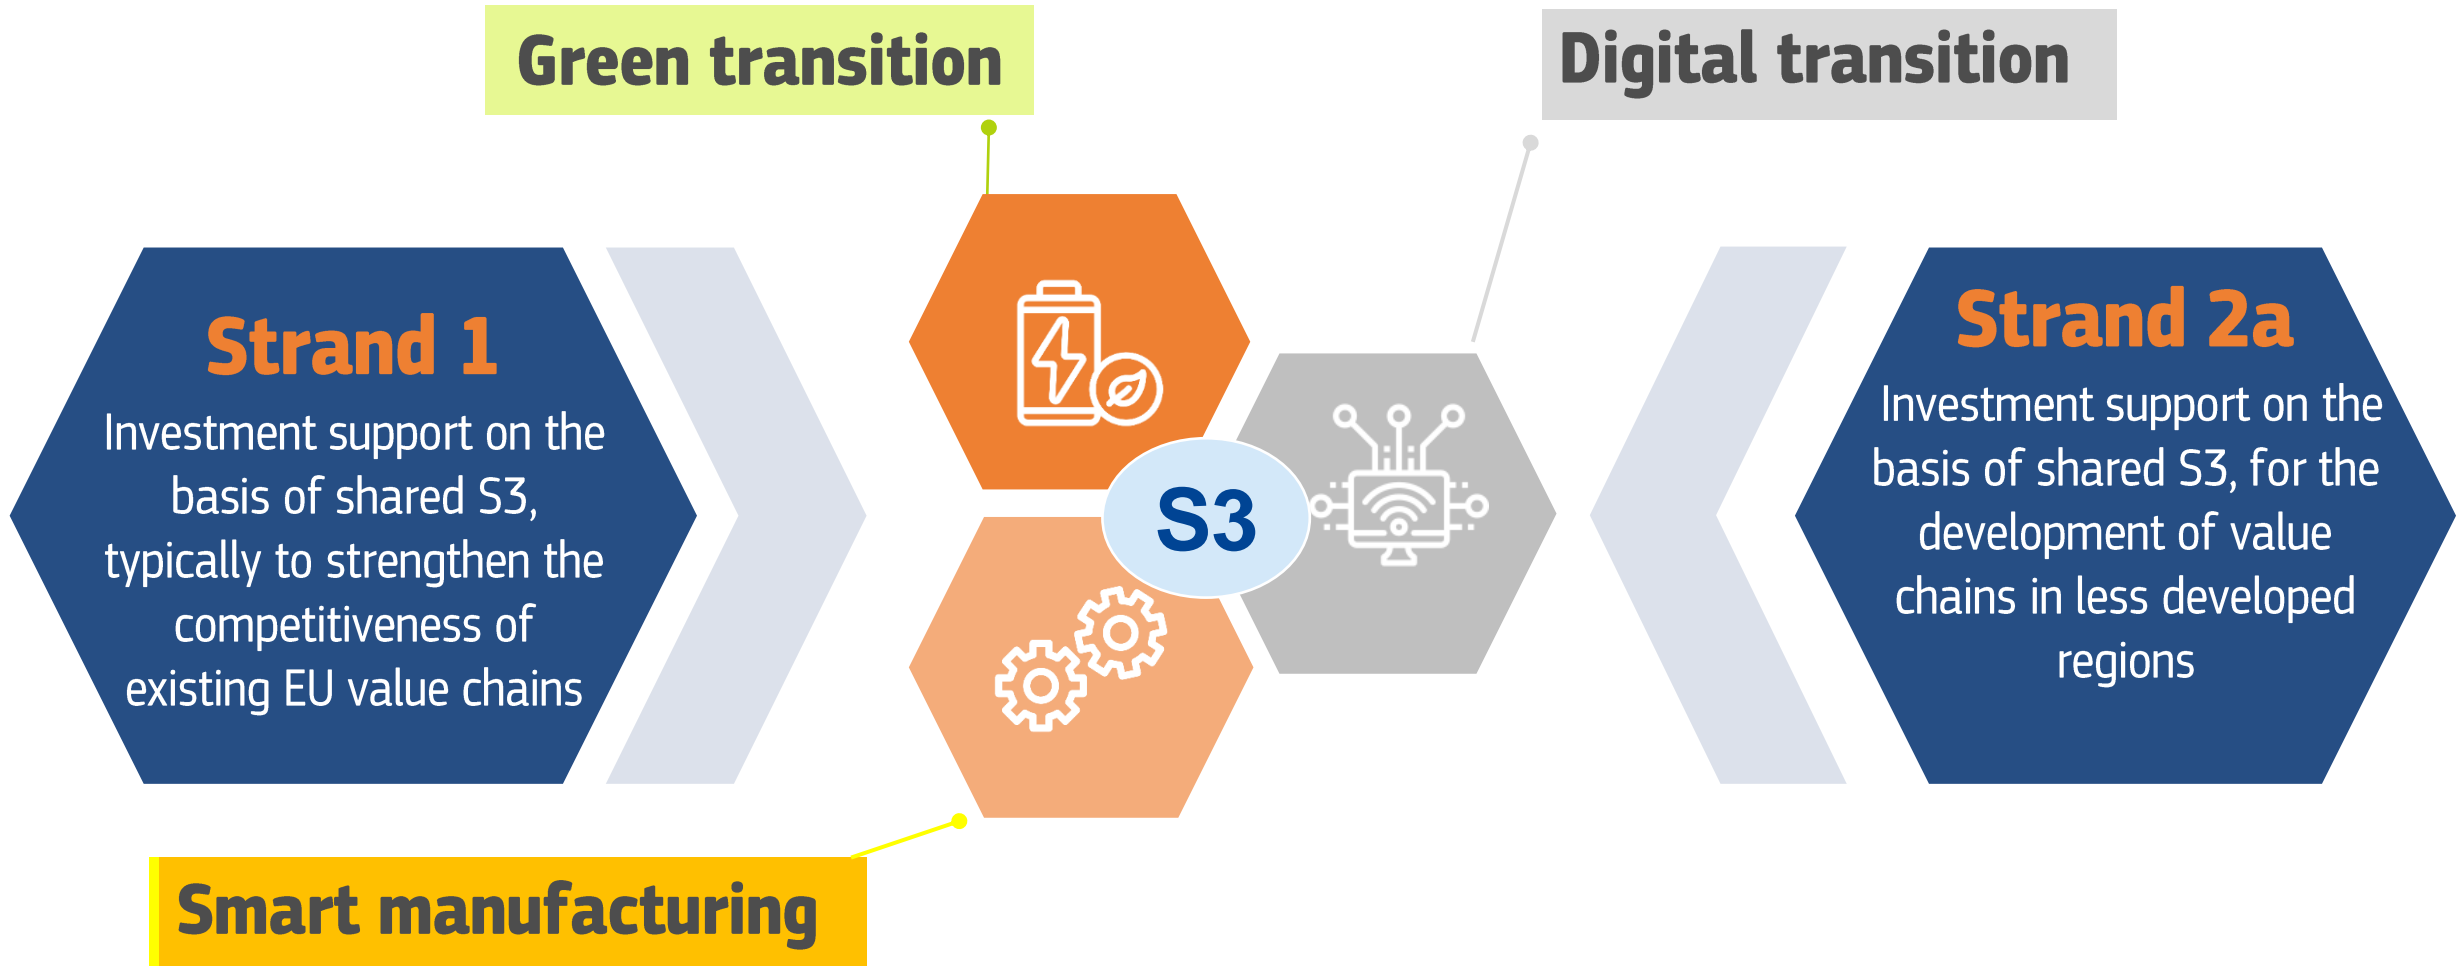 Green transition
Digital transition
Strand 1
Investment support on the
basis of shared S3,
typically to strengthen the
competitiveness of
existing EU value chains
S3
Strand 2a
Investment support on the
basis of shared S3, for the
development of value
chains in less developed
regions
Smart manufacturing